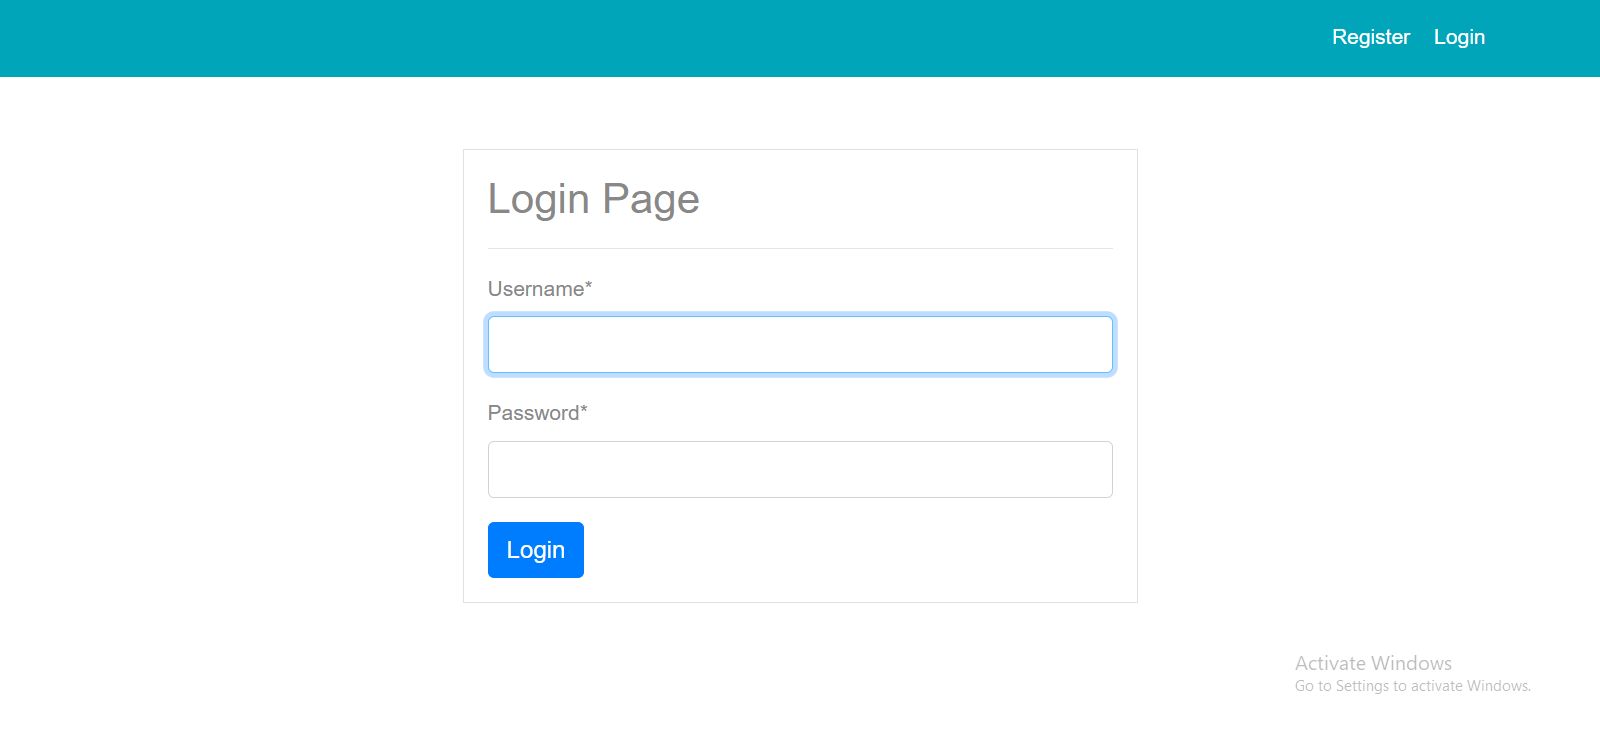 Register Login
Login Page
Username*
Password*
Login
Activate Windows
Go to Settings to activate Windows.